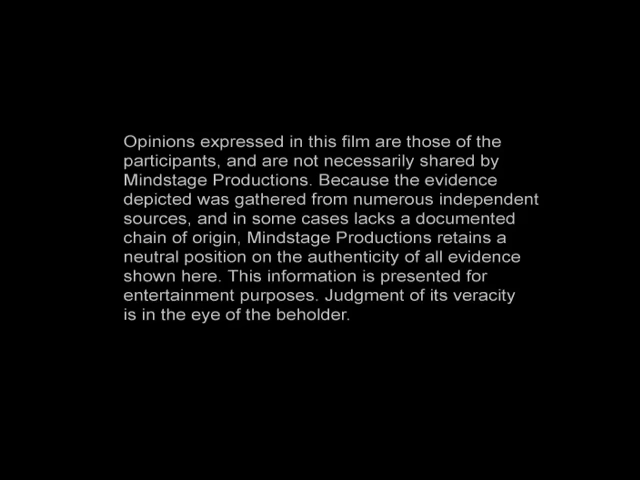 Opinions expressed in this film are those of the
participants, and are not necessarily shared by
Mindstage Productions. Because the evidence
depicted was gathered from numerous independent
sources, and in some cases lacks a documented
chain of origin, Mindstage Productions retains a
neutral position on the authenticity of all evidence
shown here. This information is presented for
entertainment purposes. Judgment of its veracity
is in the eye of the beholder.